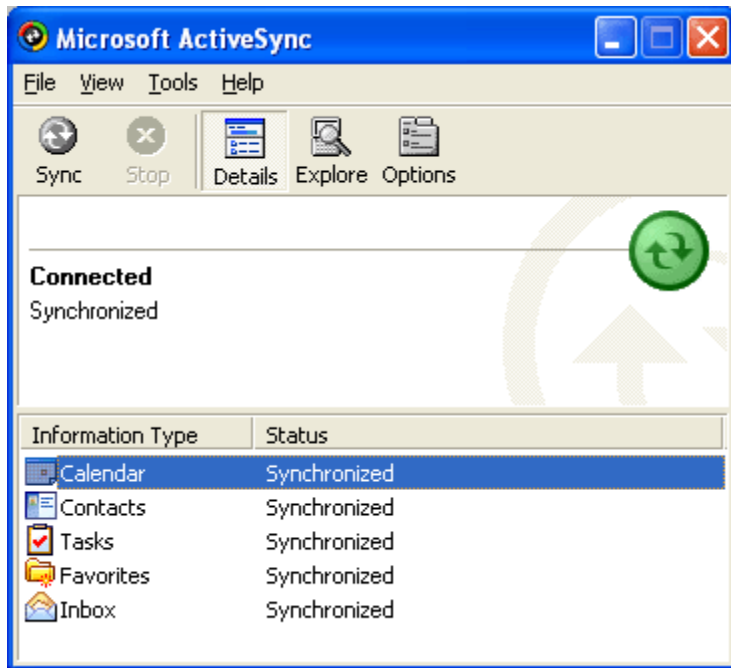 Microsoft ActiveSync
File View Tools Help
Sync Stop Details Explore Options
Connected
Synchronized
Information Type Status
Calendar Synchronized
Contacts Synchronized
Tasks Synchronized
Favorites Synchronized
Inbox Synchronized